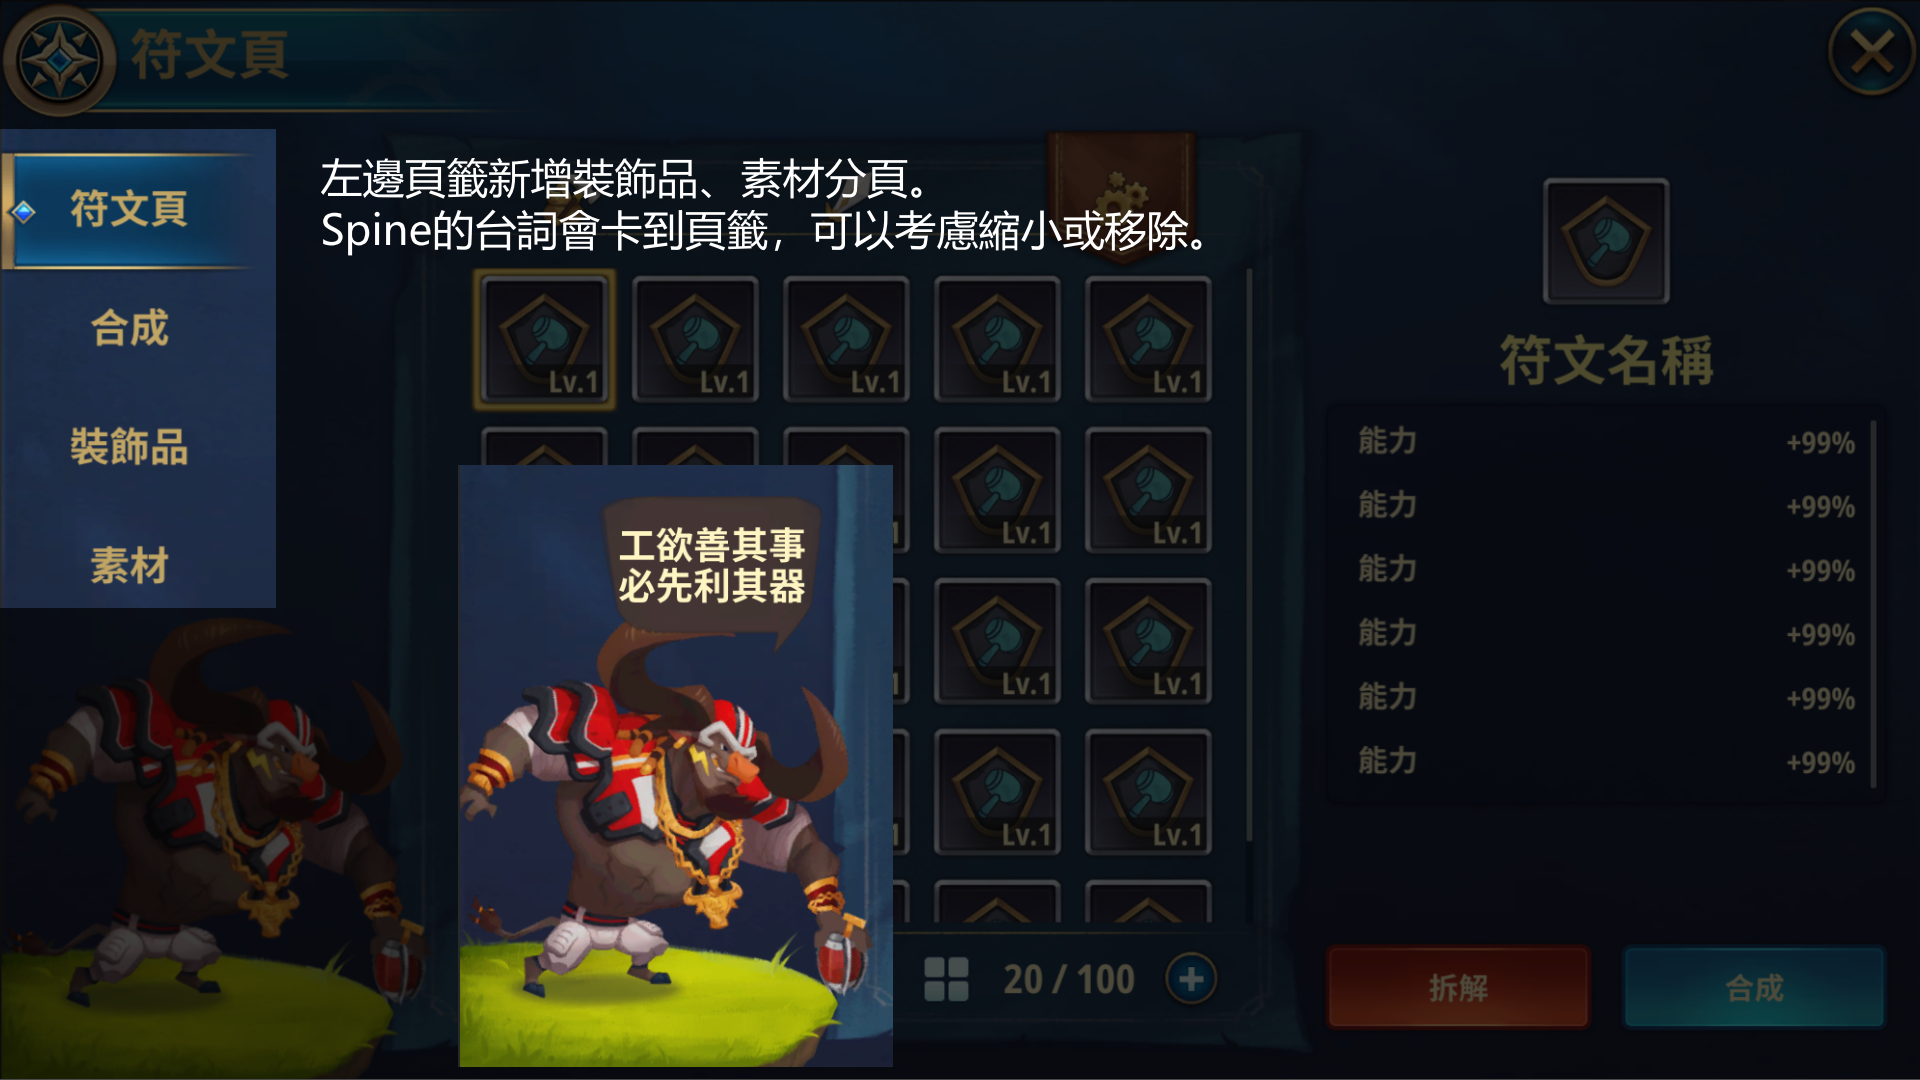 符文頁
符文頁
合成
裝飾品
素材
左邊頁籤新增裝飾品、素材分頁。
Spine的台詞會卡到頁籤，可以考慮縮小或移除。
Lv.1 Lv.1 Lv.1 Lv.1 Lv.1
Lv.1 Lv.1
Lv.1 Lv.1
Lv.1 Lv.1
工欲善其事
必先利其器
20 / 100
符文名稱
能力 +99%
能力 +99%
能力 +99%
能力 +99%
能力 +99%
能力 +99%
拆解
合成